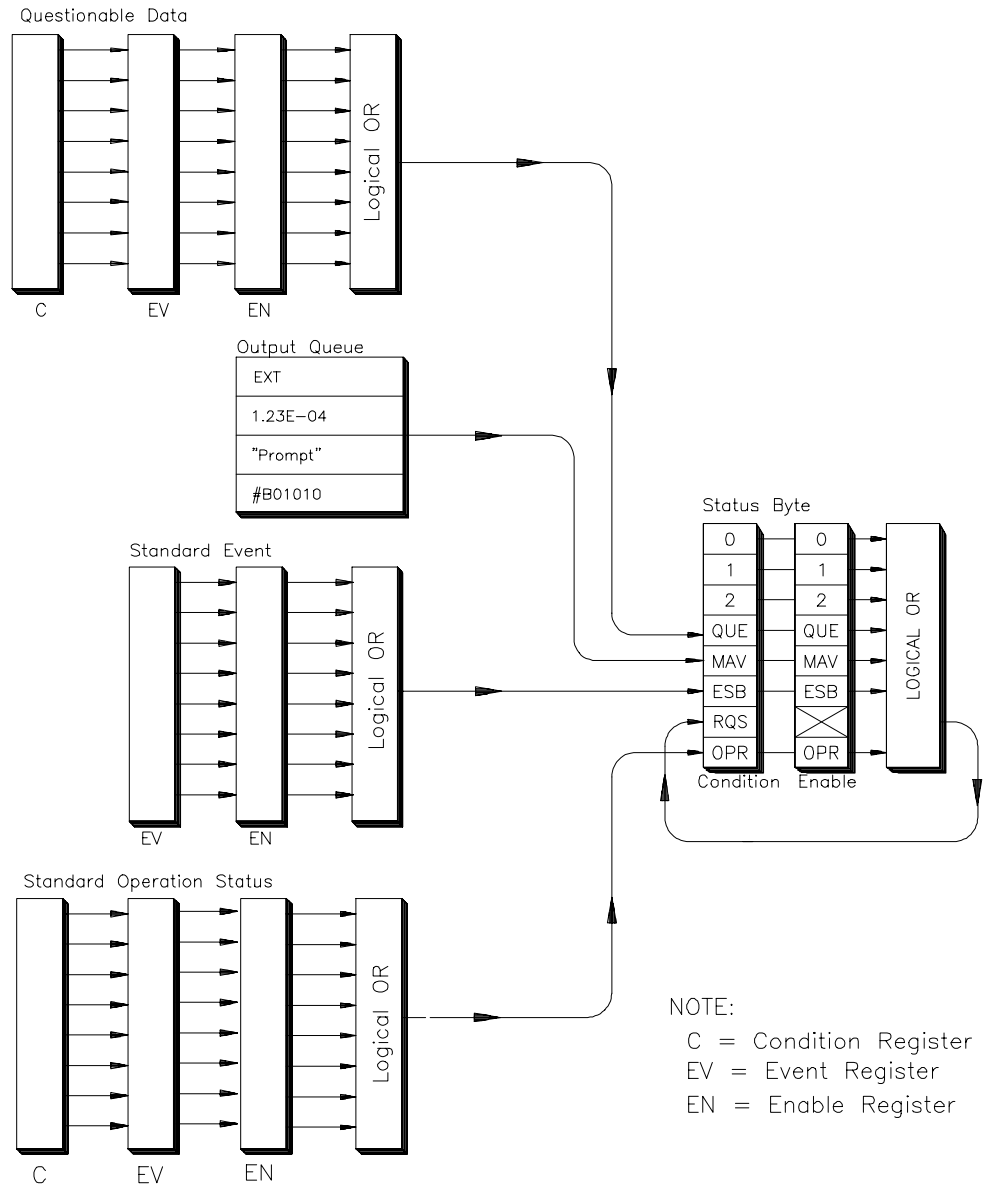 Questionable Data
Logical OR
C EV EN
Output Queue
EXT
1.23E-04
"Prompt"
#B01010
Standard Event
Logical OR
EV EN
Status Byte
0 0
1 1
2 2
QUE QUE
MAV MAV
ESB ESB
RQS
OPR OPR
LOGICAL OR
Condition Enable
Standard Operation Status
Logical OR
C EV EN
NOTE:
C = Condition Register
EV = Event Register
EN = Enable Register